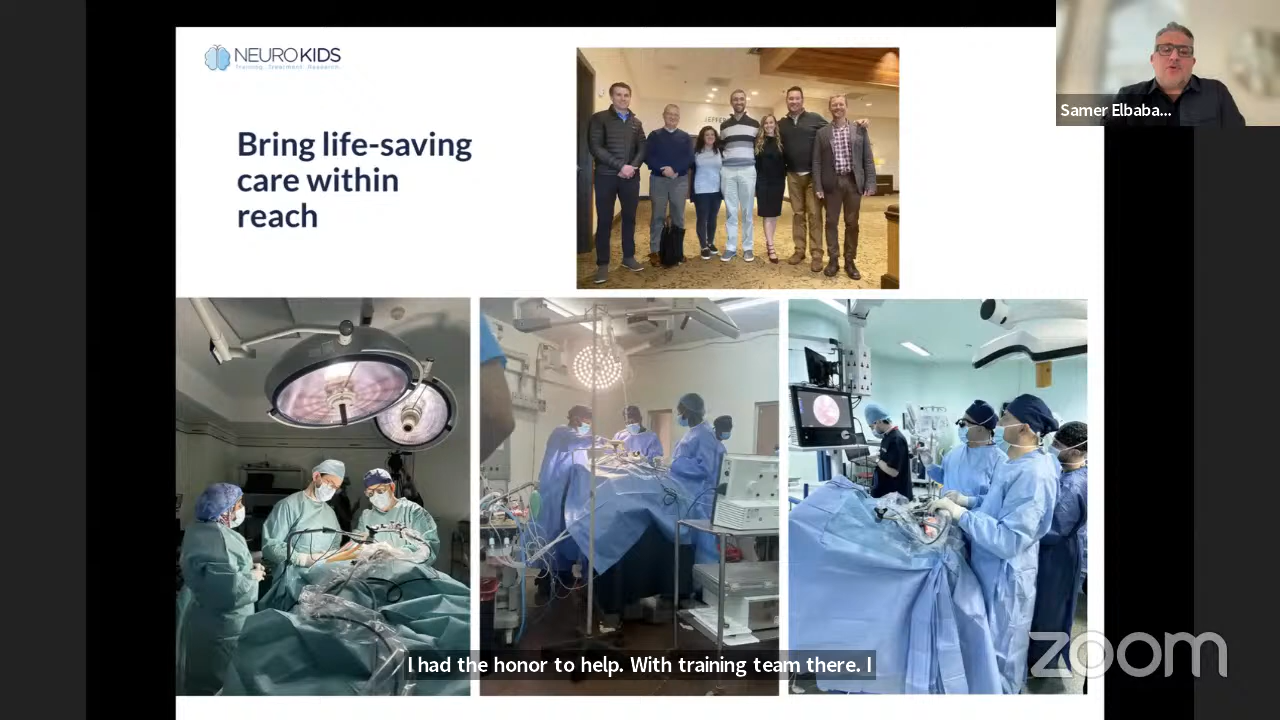 NEUROKIDS
Training. Treatment. Research.
Samer Elbaba...
Bring life-saving
care within
reach
I had the honor to help. With training team there. I
zoom